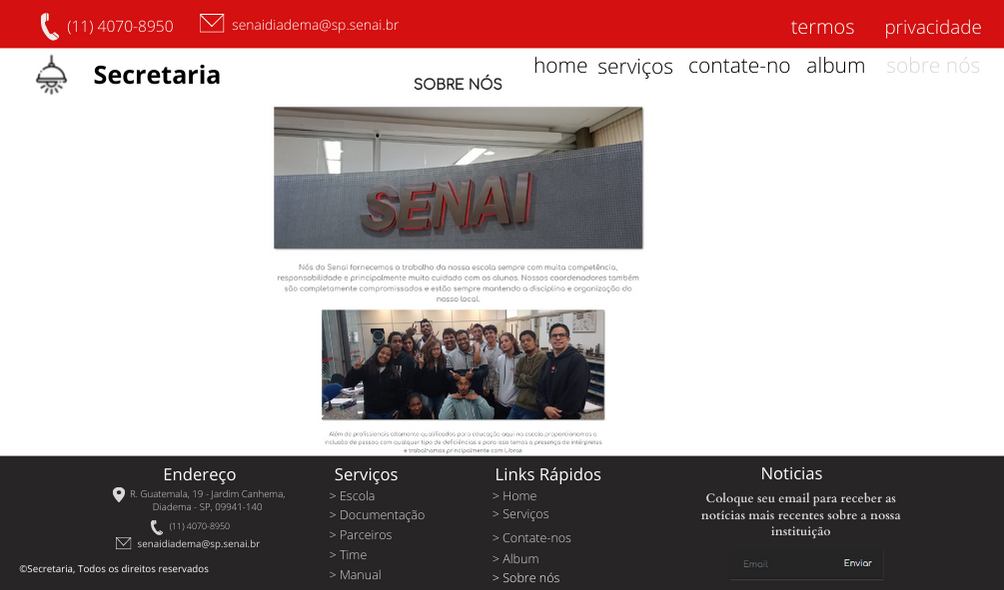 (11) 4070-8950
senaidiadema@sp.senai.br
termos
privacidade
Secretaria
home
serviços
contate-no
album
sobre nós
SOBRE NÓS
SENAI
Nós do Senai fornecemos o trabalho da nossa escola sempre com muita competência,
responsabilidade e principalmente muito cuidado com os alunos. Nossos coordenadores também
são completamente compromissados e estão sempre mantendo a disciplina e organização do
nosso local.
Além de profissionais altamente qualificados para educação aqui na escola proporcionamos a
inclusão de pessoa com qualquer tipo de deficiências e para isso temos a presença de intérpretes
e trabalhamos principalmente com Libras
Endereço
R. Guatemala, 19 - Jardim Canhema,
Diadema - SP, 09941-140
(11) 4070-8950
senaidiadema@sp.senai.br
©Secretaria, Todos os direitos reservados
Serviços
> Escola
> Documentação
> Parceiros
> Time
> Manual
Links Rápidos
> Home
> Serviços
> Contate-nos
> Album
> Sobre nós
Noticias
Coloque seu email para receber as
notícias mais recentes sobre a nossa
instituição
Email
Enviar